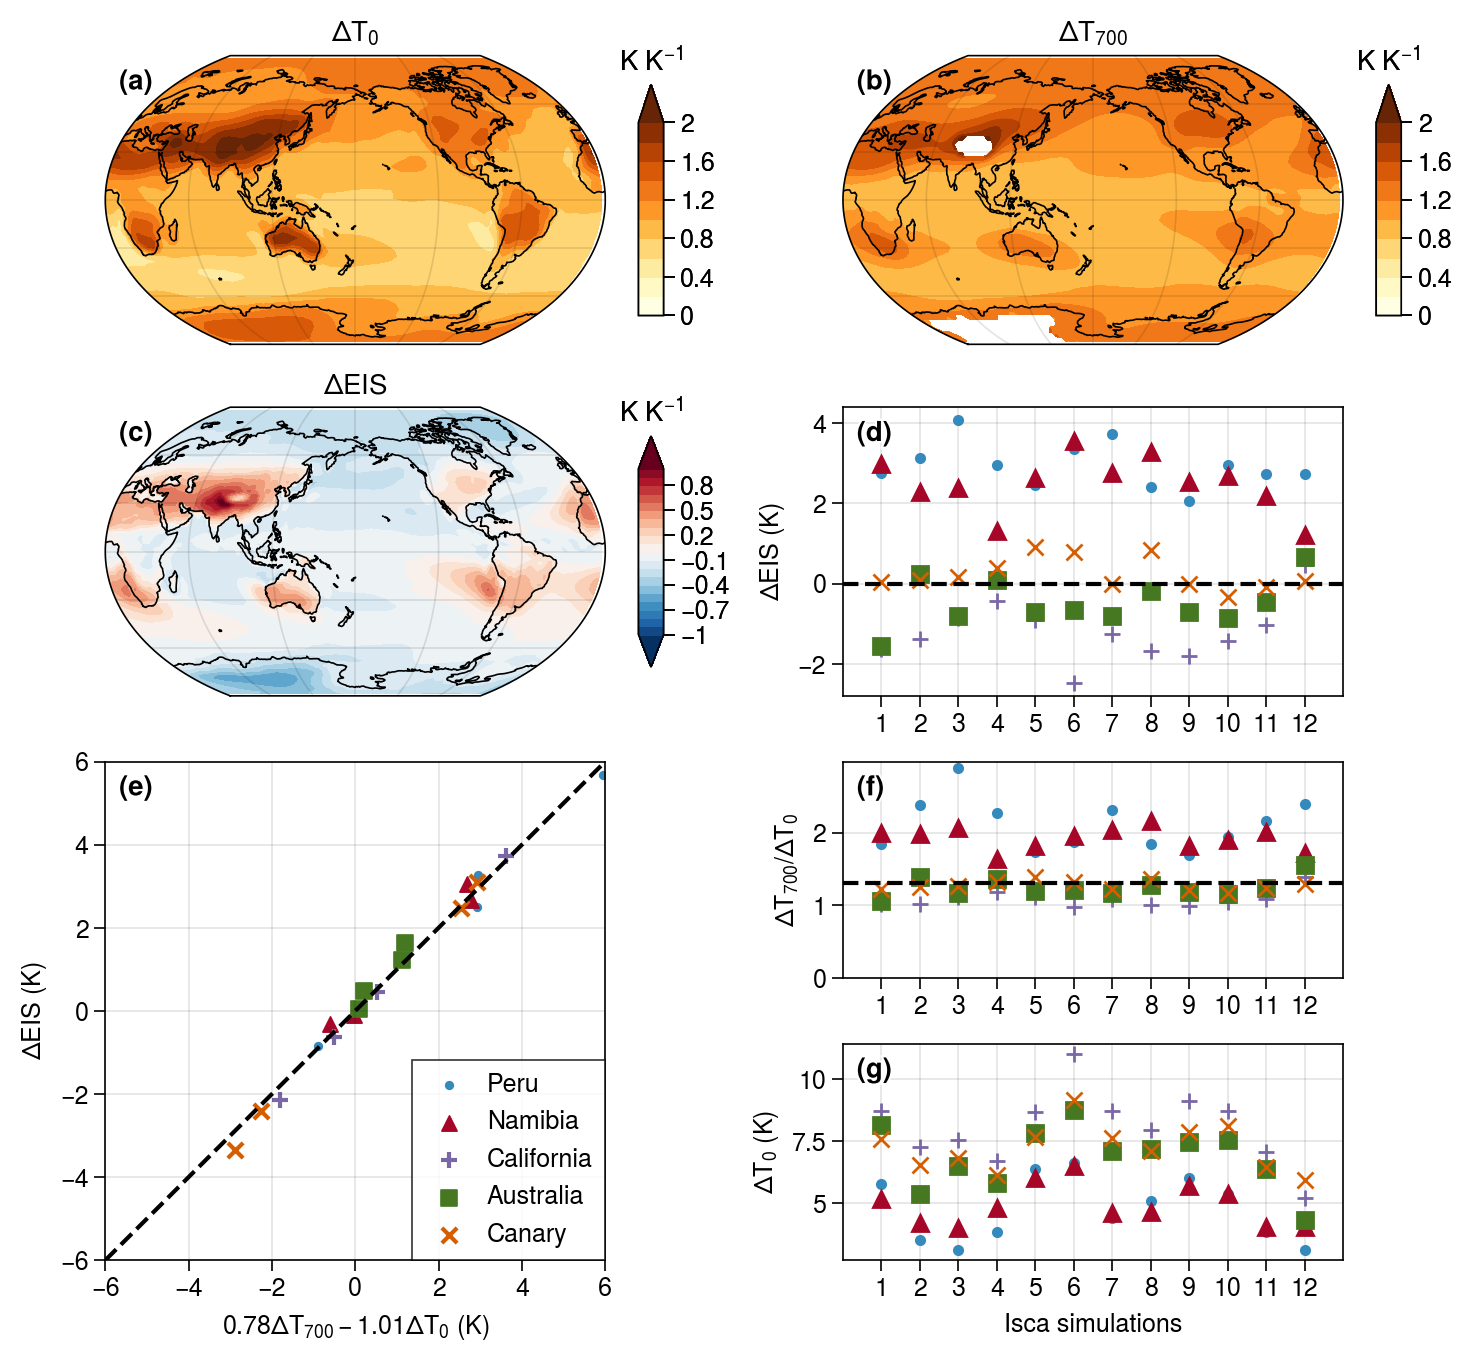 ΔT₀
(a)
K K⁻¹
2
1.6
1.2
0.8
0.4
0
ΔT₇₀₀
(b)
K K⁻¹
2
1.6
1.2
0.8
0.4
0
ΔEIS
(c)
K K⁻¹
0.8
0.5
0.2
−0.1
−0.4
−0.7
−1
(d)
ΔEIS (K)
4
2
0
−2
1 2 3 4 5 6 7 8 9 10 11 12
(e)
ΔEIS (K)
6
4
2
0
−2
−4
−6
−6 −4 −2 0 2 4 6
0.78ΔT₇₀₀ – 1.01ΔT₀ (K)
Peru
Namibia
California
Australia
Canary
(f)
ΔT₇₀₀/ΔT₀
2
1
0
1 2 3 4 5 6 7 8 9 10 11 12
(g)
ΔT₀ (K)
10
7.5
5
1 2 3 4 5 6 7 8 9 10 11 12
Isca simulations